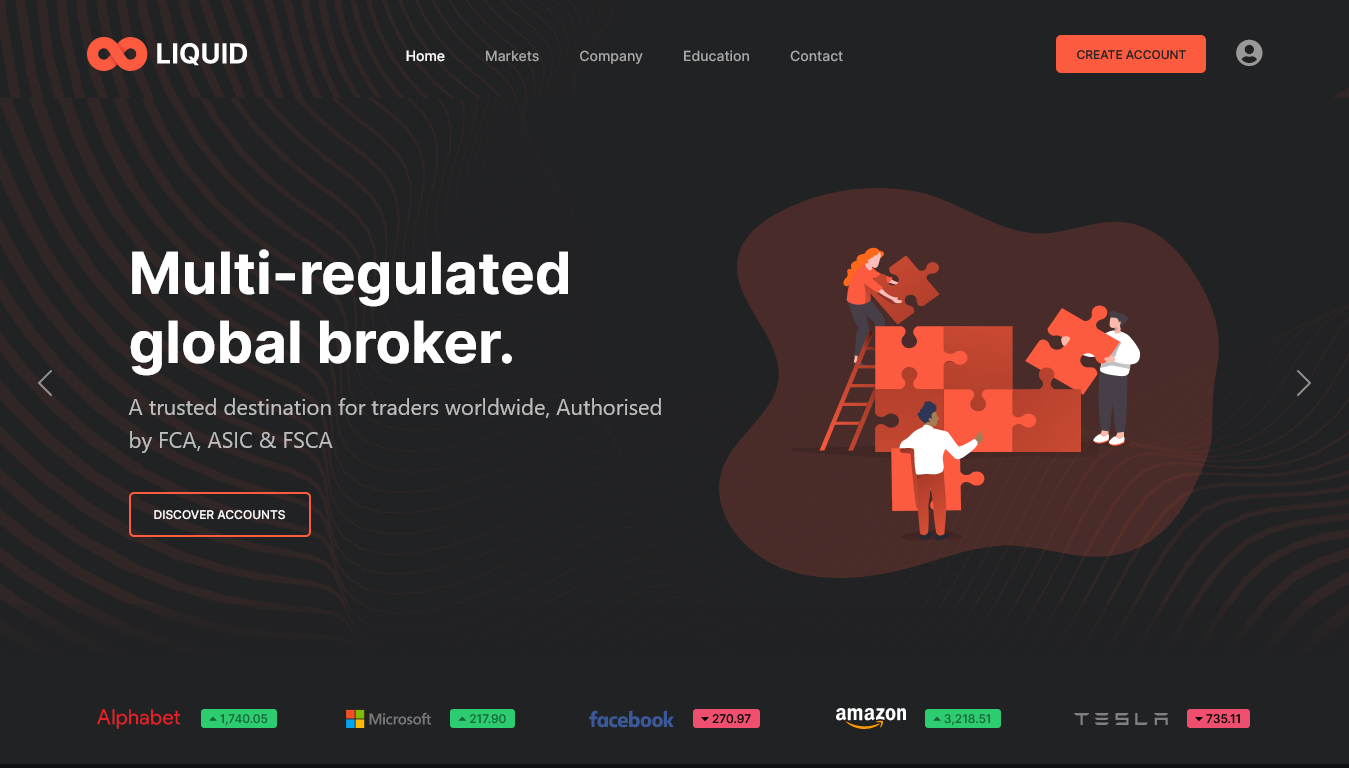 LIQUID
Home Markets Company Education Contact
CREATE ACCOUNT
Multi-regulated
global broker.
A trusted destination for traders worldwide, Authorised
by FCA, ASIC & FSCA
DISCOVER ACCOUNTS
Alphabet 1,740.05 Microsoft 217.90 facebook 270.97 amazon 3,218.51 TESLA 735.11